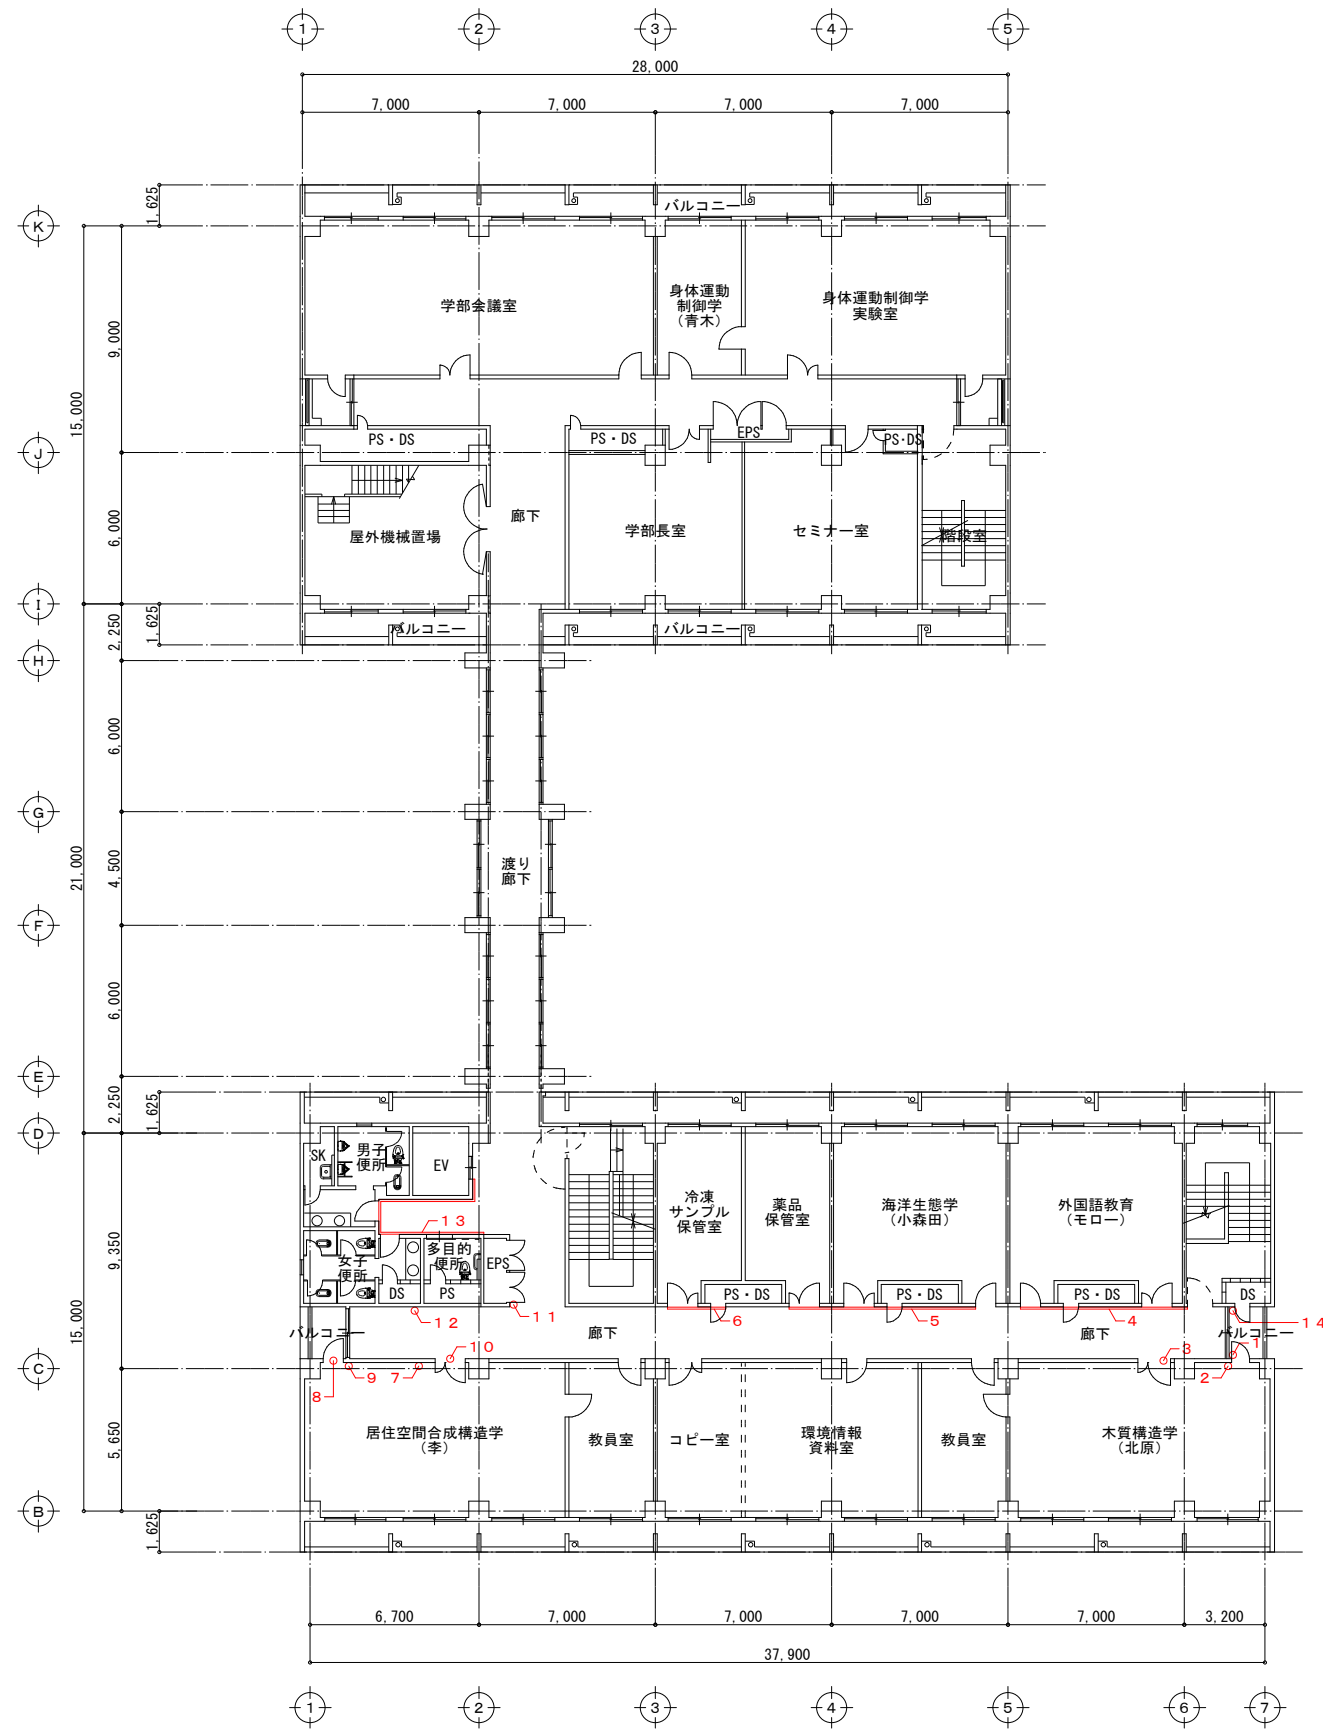 1 2 3 4 5
28,000
7,000 7,000 7,000 7,000
1,625
バルコニー
K
学部会議室
身体運動
制御学
(青木)
身体運動制御学
実験室
9,000
15,000
PS・DS
PS・DS
EPS
PS・DS
J
屋外機械置場
廊下
学部長室
セミナー室
階段室
6,000
I
1,625
2,250
バルコニー
バルコニー
H
6,000
G
渡り
廊下
4,500
21,000
F
6,000
E
2,250
1,625
D
SK
男子
便所
EV
冷凍
サンプル
保管室
薬品
保管室
海洋生態学
(小森田)
外国語教育
(モロー)
13
9,350
女子
便所
多目的
便所
EPS
DS
PS
PS・DS
PS・DS
PS・DS
DS
12
11
6
5
4
14
15,000
バルコニー
廊下
廊下
バルコニー
C
8
9
7
10
3
2
1
居住空間合成構造学
(李)
教員室
コピー室
環境情報
資料室
教員室
木質構造学
(北原)
5,650
B
1,625
6,700 7,000 7,000 7,000 7,000 3,200
37,900
1 2 3 4 5 6 7